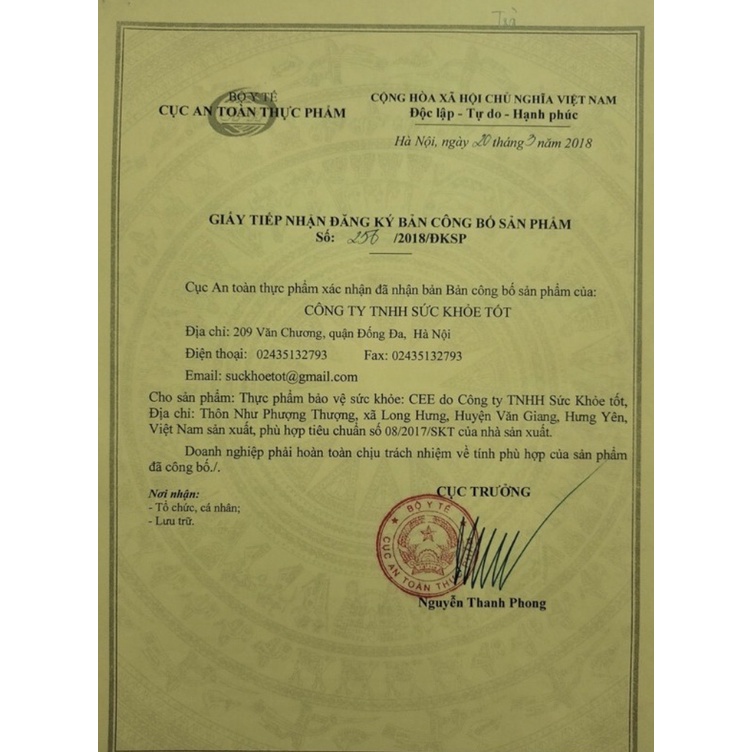 BỘ Y TẾ
CỤC AN TOÀN THỰC PHẨM
CỘNG HÒA XÃ HỘI CHỦ NGHĨA VIỆT NAM
Độc lập - Tự do - Hạnh phúc
Hà Nội, ngày 20 tháng 3 năm 2018
GIẤY TIẾP NHẬN ĐĂNG KÝ BẢN CÔNG BỐ SẢN PHẨM
Số: 256 /2018/ĐKSP
Cục An toàn thực phẩm xác nhận đã nhận bản Bản công bố sản phẩm của:
CÔNG TY TNHH SỨC KHỎE TỐT
Địa chỉ: 209 Văn Chương, quận Đống Đa, Hà Nội
Điện thoại: 02435132793 Fax: 02435132793
Email: suckhoetot@gmail.com
Cho sản phẩm: Thực phẩm bảo vệ sức khỏe: CEE do Công ty TNHH Sức Khỏe tốt,
Địa chỉ: Thôn Như Phượng Thượng, xã Long Hưng, Huyện Văn Giang, Hưng Yên,
Việt Nam sản xuất, phù hợp tiêu chuẩn số 08/2017/SKT của nhà sản xuất.
Doanh nghiệp phải hoàn toàn chịu trách nhiệm về tính phù hợp của sản phẩm
đã công bố./.
Nơi nhận:
- Tổ chức, cá nhân;
- Lưu trữ.
CỤC TRƯỞNG
BỘ Y TẾ
CỤC AN TOÀN
Nguyễn Thanh Phong